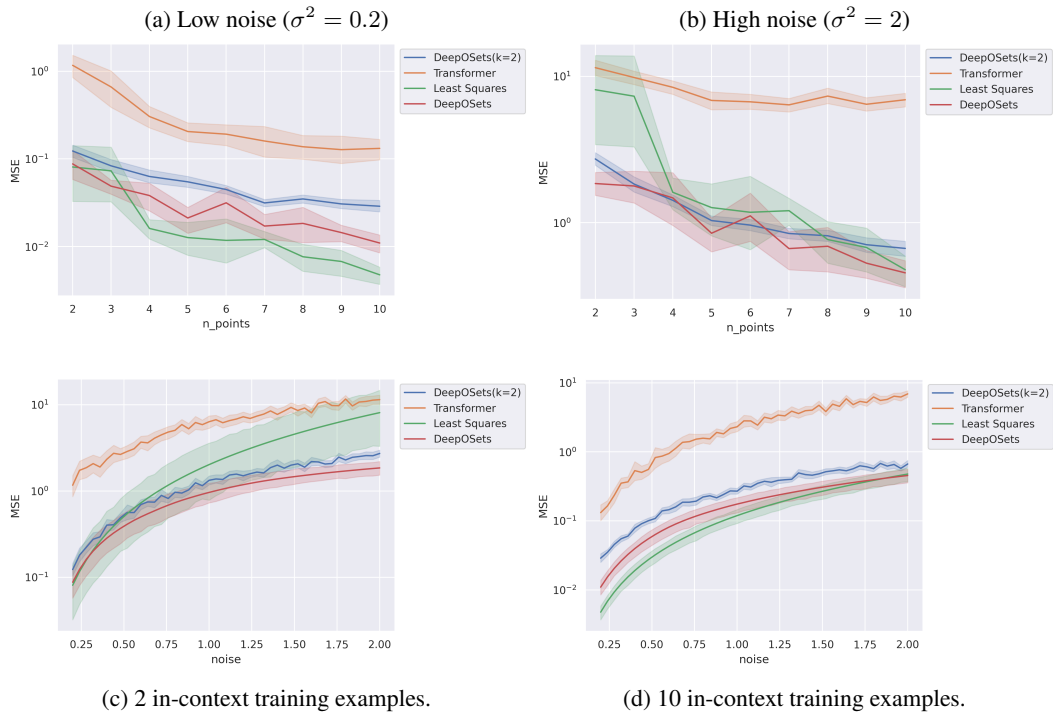 (a) Low noise (σ² = 0.2)
(b) High noise (σ² = 2)
10⁰
10⁻¹
10⁻²
MSE
2 3 4 5 6 7 8 9 10
n_points
DeepOSets(k=2)
Transformer
Least Squares
DeepOSets
10¹
10⁰
MSE
2 3 4 5 6 7 8 9 10
n_points
DeepOSets(k=2)
Transformer
Least Squares
DeepOSets
10¹
10⁰
10⁻¹
MSE
0.25 0.50 0.75 1.00 1.25 1.50 1.75 2.00
noise
DeepOSets(k=2)
Transformer
Least Squares
DeepOSets
10¹
10⁰
10⁻¹
10⁻²
MSE
0.25 0.50 0.75 1.00 1.25 1.50 1.75 2.00
noise
DeepOSets(k=2)
Transformer
Least Squares
DeepOSets
(c) 2 in-context training examples.
(d) 10 in-context training examples.